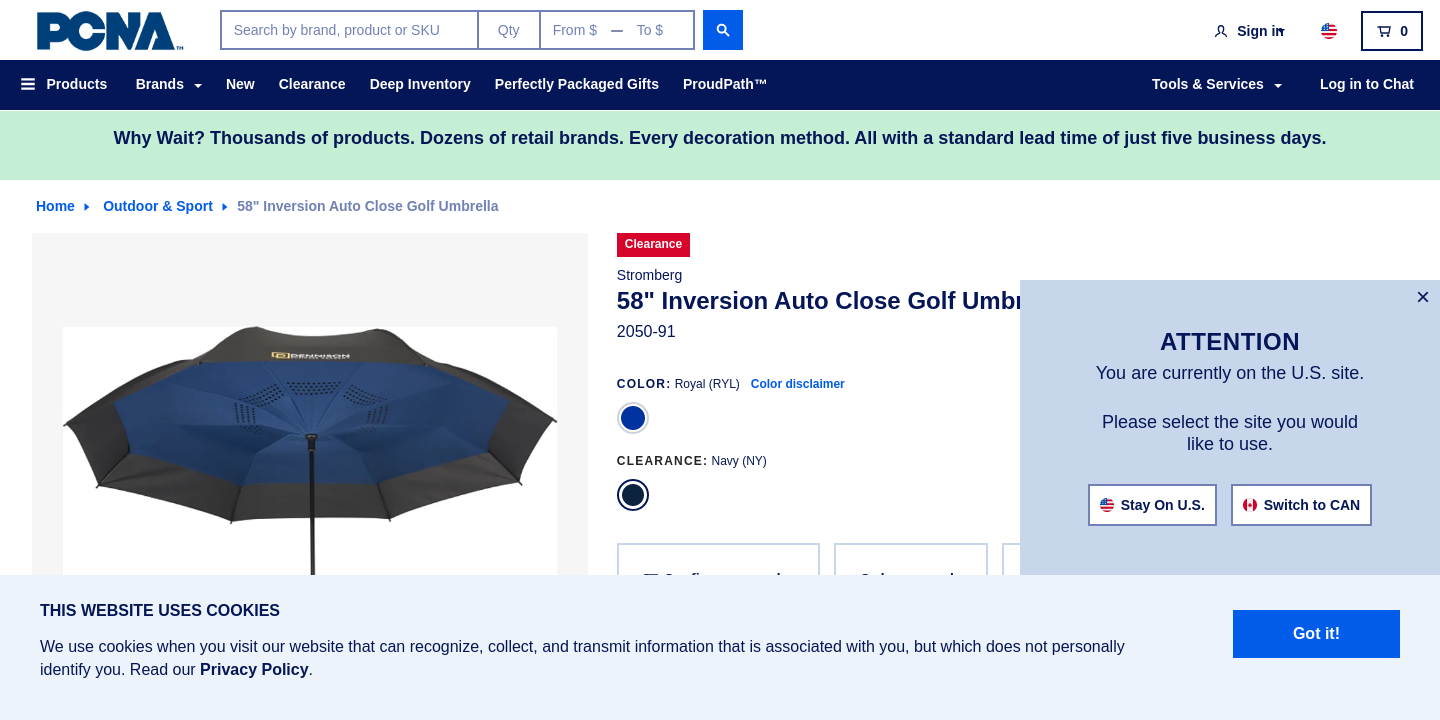 PCNA™
Search by brand, product or SKU
Qty
From $ — To $
Sign in
0
Products
Brands
New
Clearance
Deep Inventory
Perfectly Packaged Gifts
ProudPath™
Tools & Services
Log in to Chat
Why Wait? Thousands of products. Dozens of retail brands. Every decoration method. All with a standard lead time of just five business days.
Home
Outdoor & Sport
58" Inversion Auto Close Golf Umbrella
DENNISON
Clearance
Stromberg
58" Inversion Auto Close Golf Umbr
2050-91
COLOR: Royal (RYL) Color disclaimer
CLEARANCE: Navy (NY)
×
ATTENTION
You are currently on the U.S. site.
Please select the site you would
like to use.
Stay On U.S.
Switch to CAN
THIS WEBSITE USES COOKIES
We use cookies when you visit our website that can recognize, collect, and transmit information that is associated with you, but which does not personally
identify you. Read our Privacy Policy.
Got it!